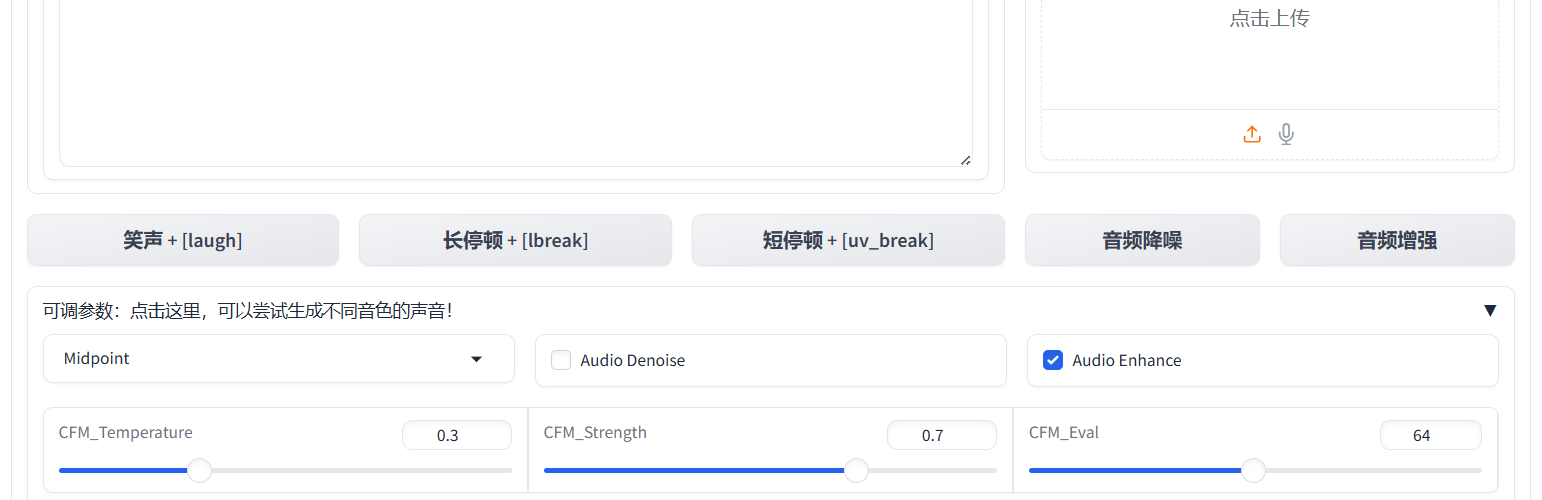 点击上传
笑声 + [laugh]
长停顿 + [lbreak]
短停顿 + [uv_break]
音频降噪
音频增强
可调参数：点击这里，可以尝试生成不同音色的声音！
Midpoint
Audio Denoise
Audio Enhance
CFM_Temperature
0.3
CFM_Strength
0.7
CFM_Eval
64